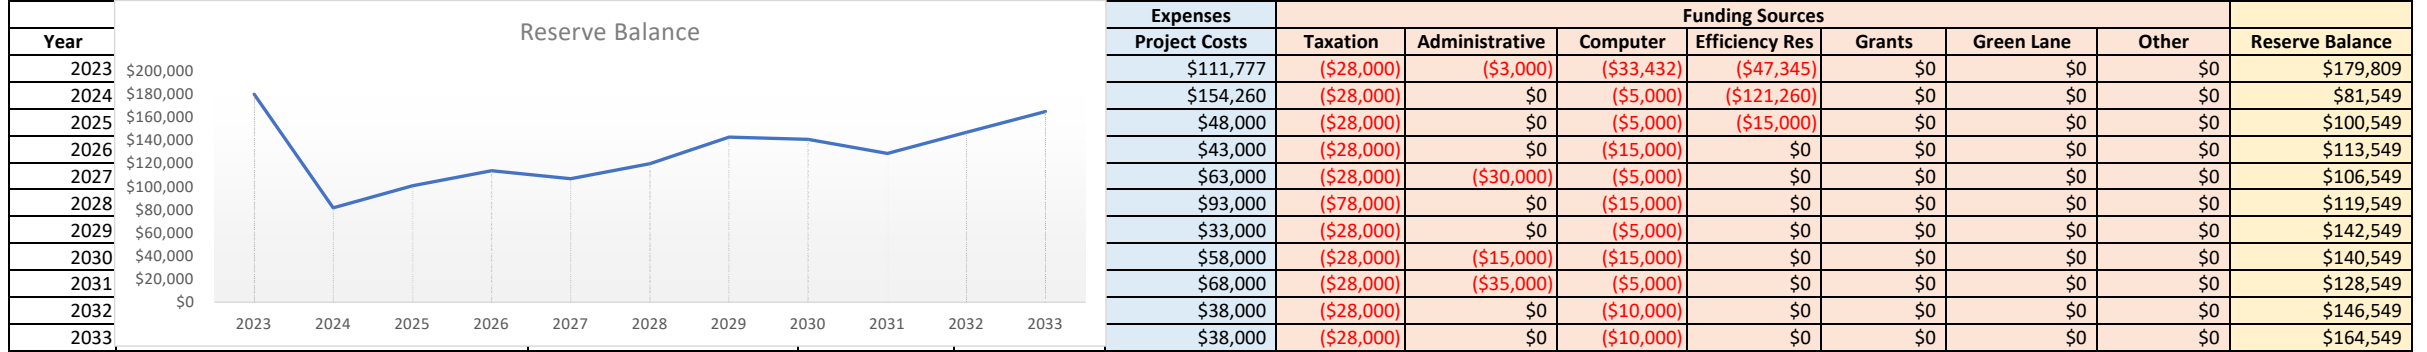 Expenses Funding Sources
Year Reserve Balance Project Costs Taxation Administrative Computer Efficiency Res Grants Green Lane Other Reserve Balance
2023 $200,000 $111,777 ($28,000) ($3,000) ($33,432) ($47,345) $0 $0 $0 $179,809
2024 $180,000 $154,260 ($28,000) $0 ($5,000) ($121,260) $0 $0 $0 $81,549
2025 $160,000 $48,000 ($28,000) $0 ($5,000) ($15,000) $0 $0 $0 $100,549
2026 $140,000 $43,000 ($28,000) $0 ($15,000) $0 $0 $0 $0 $113,549
$120,000
2027 $100,000 $63,000 ($28,000) ($30,000) ($5,000) $0 $0 $0 $0 $106,549
2028 $80,000 $93,000 ($78,000) $0 ($15,000) $0 $0 $0 $0 $119,549
2029 $60,000 $33,000 ($28,000) $0 ($5,000) $0 $0 $0 $0 $142,549
2030 $40,000 $58,000 ($28,000) ($15,000) ($15,000) $0 $0 $0 $0 $140,549
2031 $20,000 $68,000 ($28,000) ($35,000) ($5,000) $0 $0 $0 $0 $128,549
2032 $0 $38,000 ($28,000) $0 ($10,000) $0 $0 $0 $0 $146,549
2023 2024 2025 2026 2027 2028 2029 2030 2031 2032 2033
2033 $38,000 ($28,000) $0 ($10,000) $0 $0 $0 $0 $164,549